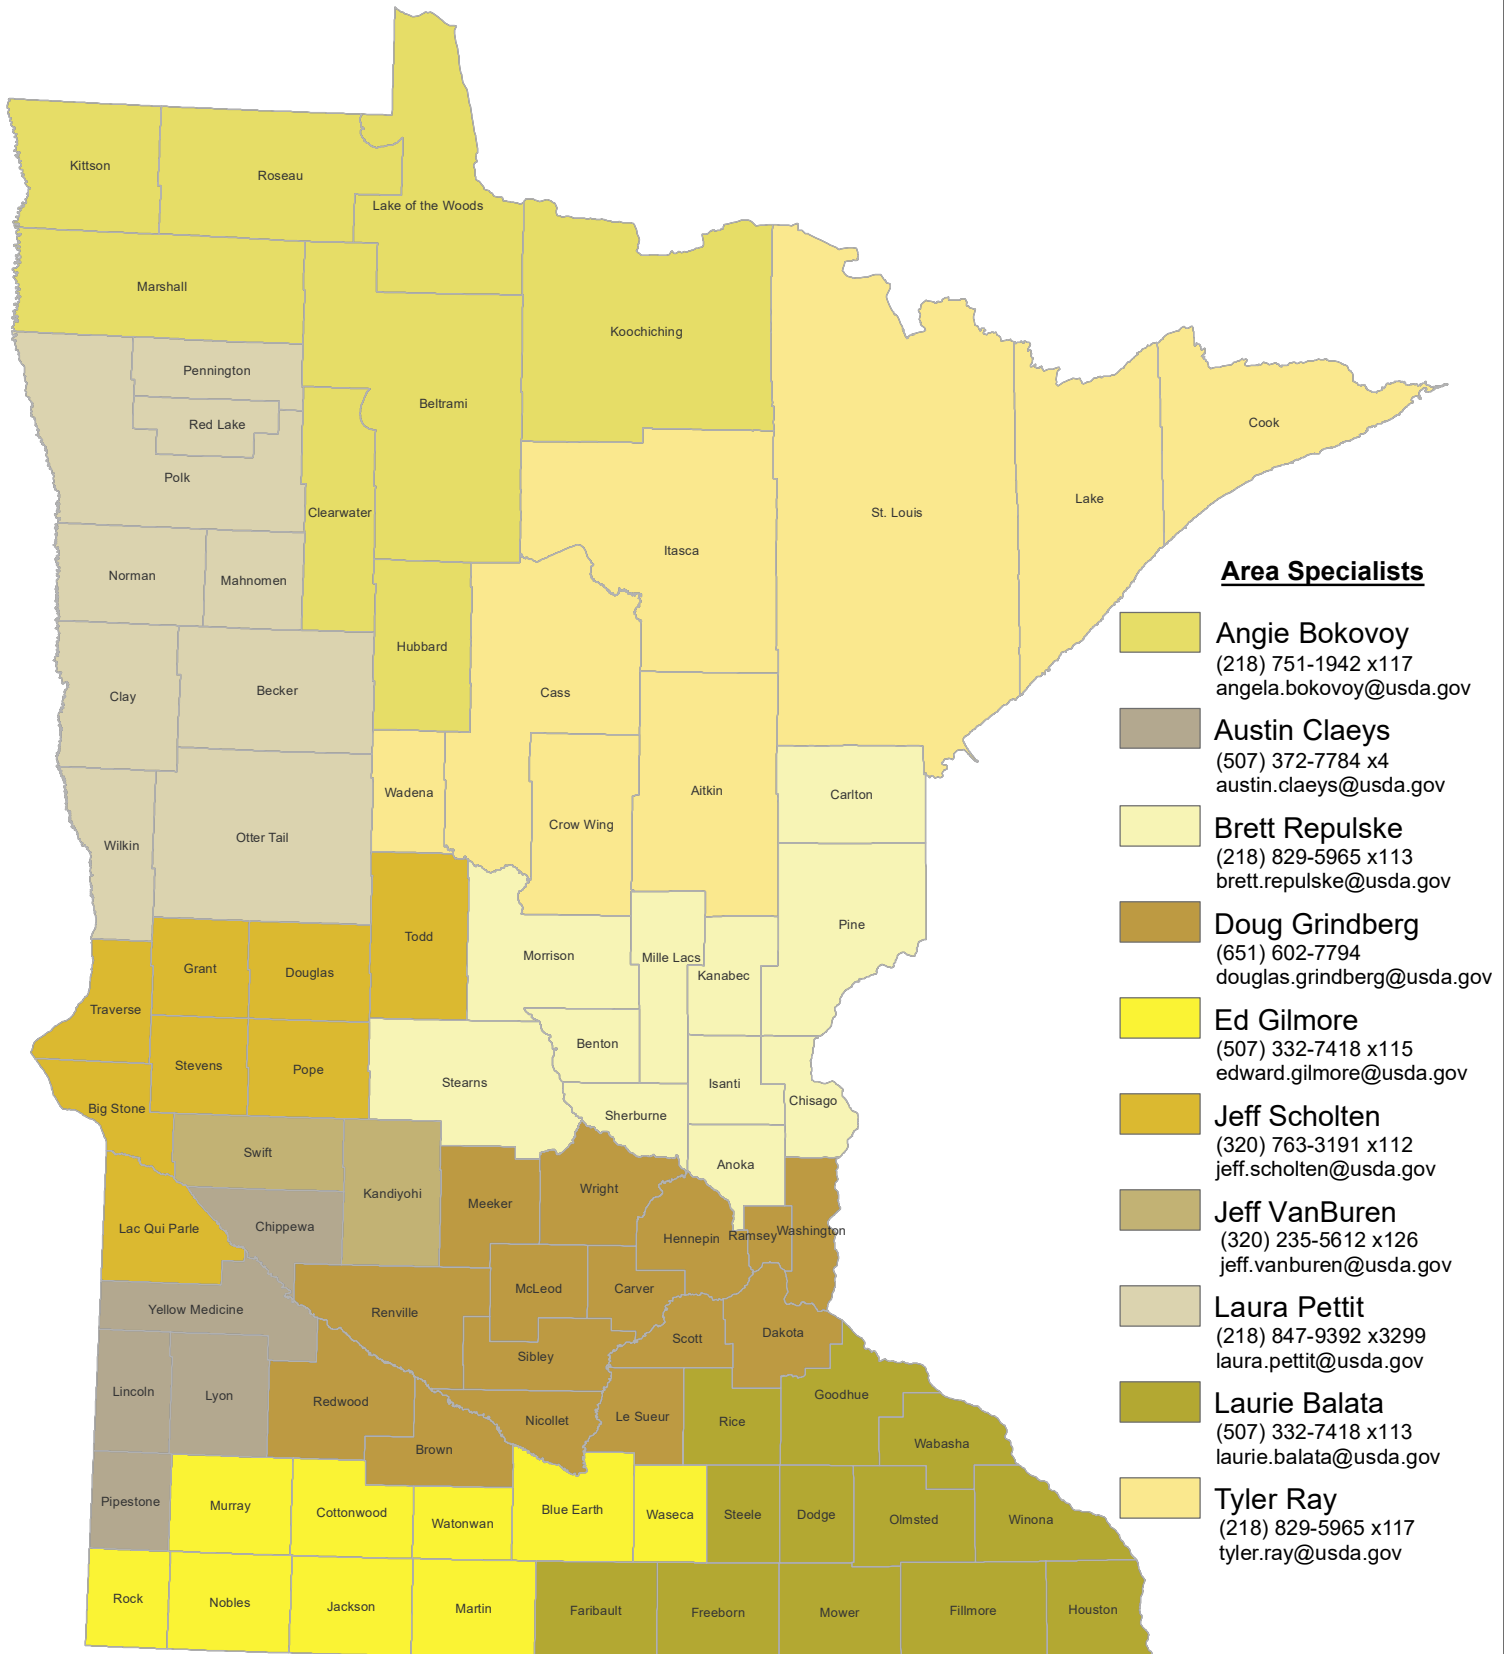 Kittson
Roseau
Lake of the Woods
Marshall
Koochiching
Pennington
Beltrami
Red Lake
Cook
Polk
Lake
Clearwater
St. Louis
Itasca
Norman
Mahnomen
Hubbard
Becker
Clay
Cass
Wadena
Aitkin
Carlton
Crow Wing
Otter Tail
Wilkin
Pine
Todd
Morrison
Mille Lacs
Grant
Douglas
Kanabec
Traverse
Benton
Stevens
Pope
Stearns
Isanti
Chisago
Big Stone
Sherburne
Swift
Anoka
Kandiyohi
Wright
Meeker
Lac Qui Parle
Chippewa
Hennepin
Ramsey
Washington
McLeod
Carver
Yellow Medicine
Renville
Scott
Dakota
Sibley
Lincoln
Lyon
Redwood
Nicollet
Le Sueur
Rice
Goodhue
Wabasha
Brown
Pipestone
Murray
Cottonwood
Watonwan
Blue Earth
Waseca
Steele
Dodge
Olmsted
Winona
Rock
Nobles
Jackson
Martin
Faribault
Freeborn
Mower
Fillmore
Houston
Area Specialists
Angie Bokovoy
(218) 751-1942 x117
angela.bokovoy@usda.gov
Austin Claeys
(507) 372-7784 x4
austin.claeys@usda.gov
Brett Repulske
(218) 829-5965 x113
brett.repulske@usda.gov
Doug Grindberg
(651) 602-7794
douglas.grindberg@usda.gov
Ed Gilmore
(507) 332-7418 x115
edward.gilmore@usda.gov
Jeff Scholten
(320) 763-3191 x112
jeff.scholten@usda.gov
Jeff VanBuren
(320) 235-5612 x126
jeff.vanburen@usda.gov
Laura Pettit
(218) 847-9392 x3299
laura.pettit@usda.gov
Laurie Balata
(507) 332-7418 x113
laurie.balata@usda.gov
Tyler Ray
(218) 829-5965 x117
tyler.ray@usda.gov